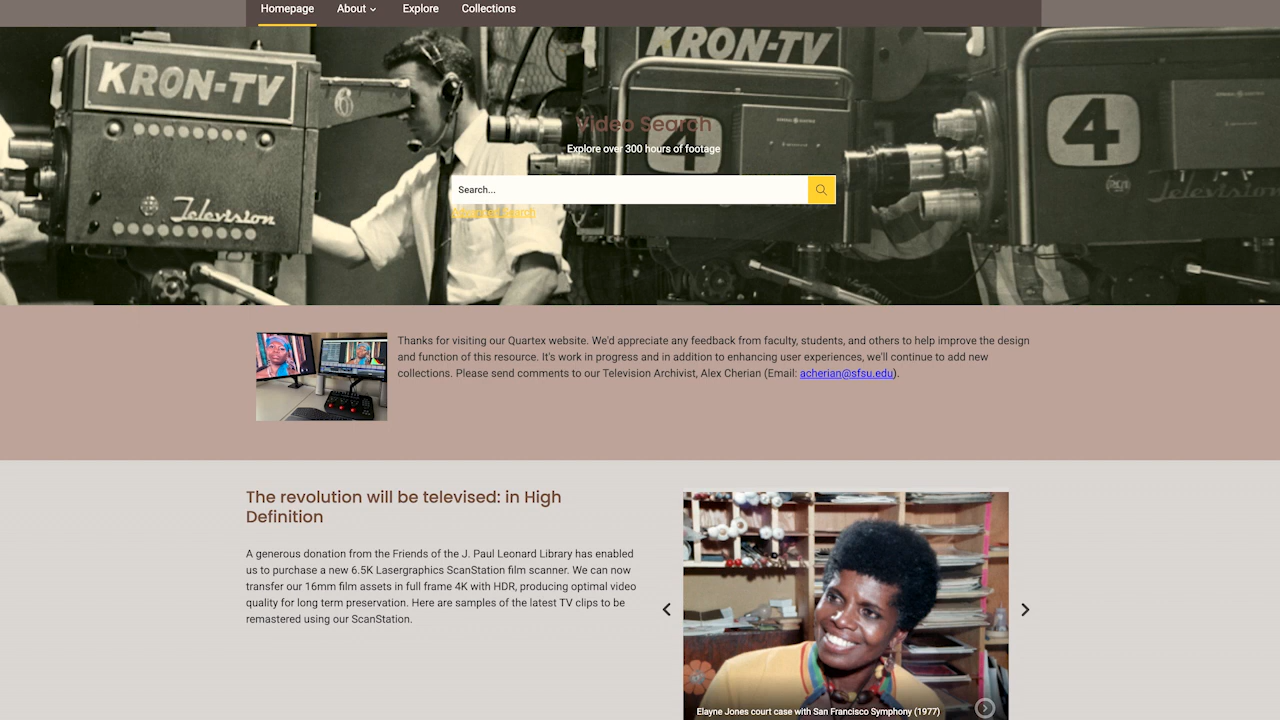 Homepage
About
Explore
Collections
KRON-TV
6
Television
KRON-TV
4
4
Television
Video Search
Explore over 300 hours of footage
Search...
Advanced Search
Thanks for visiting our Quartex website. We'd appreciate any feedback from faculty, students, and others to help improve the design
and function of this resource. It's work in progress and in addition to enhancing user experiences, we'll continue to add new
collections. Please send comments to our Television Archivist, Alex Cherian (Email: acherian@sfsu.edu).
The revolution will be televised: in High
Definition
A generous donation from the Friends of the J. Paul Leonard Library has enabled
us to purchase a new 6.5K Lasergraphics ScanStation film scanner. We can now
transfer our 16mm film assets in full frame 4K with HDR, producing optimal video
quality for long term preservation. Here are samples of the latest TV clips to be
remastered using our ScanStation.
Elayne Jones court case with San Francisco Symphony (1977)